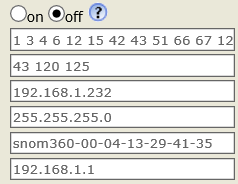 on off ?
1 3 4 6 12 15 42 43 51 66 67 12
43 120 125
192.168.1.232
255.255.255.0
snom360-00-04-13-29-41-35
192.168.1.1